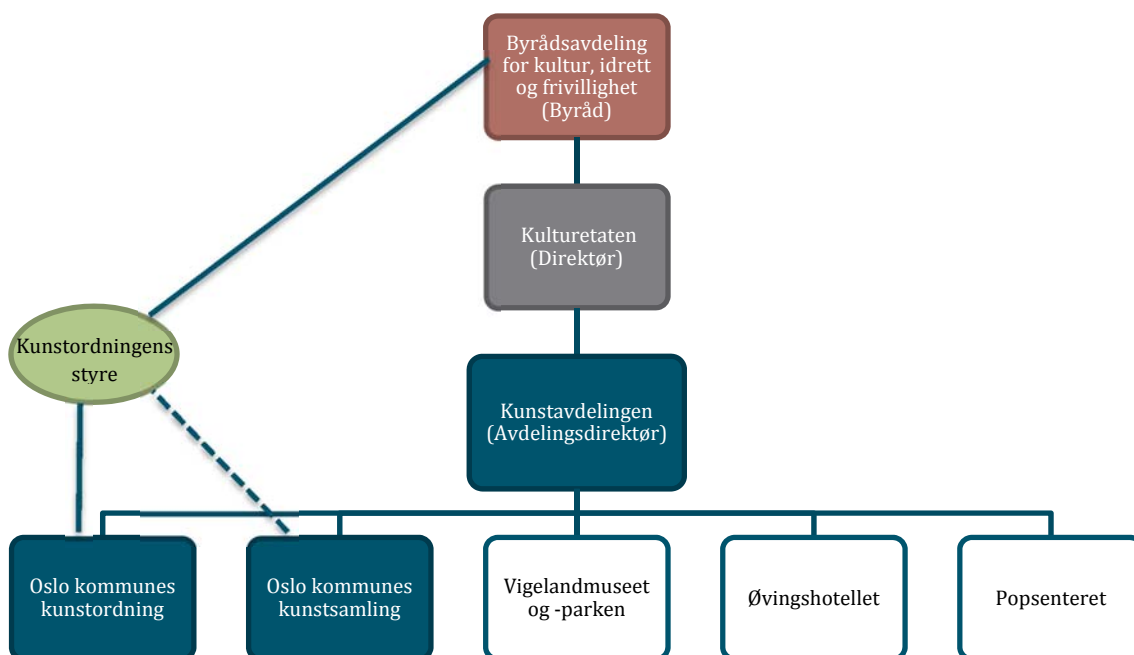 Byrådsavdeling
for kultur, idrett
og frivillighet
(Byråd)
Kulturetaten
(Direktør)
Kunstordningens
styre
Kunstavdelingen
(Avdelingsdirektør)
Oslo kommunes
kunstordning
Oslo kommunes
kunstsamling
Vigelandmuseet
og -parken
Øvingshotellet
Popsenteret